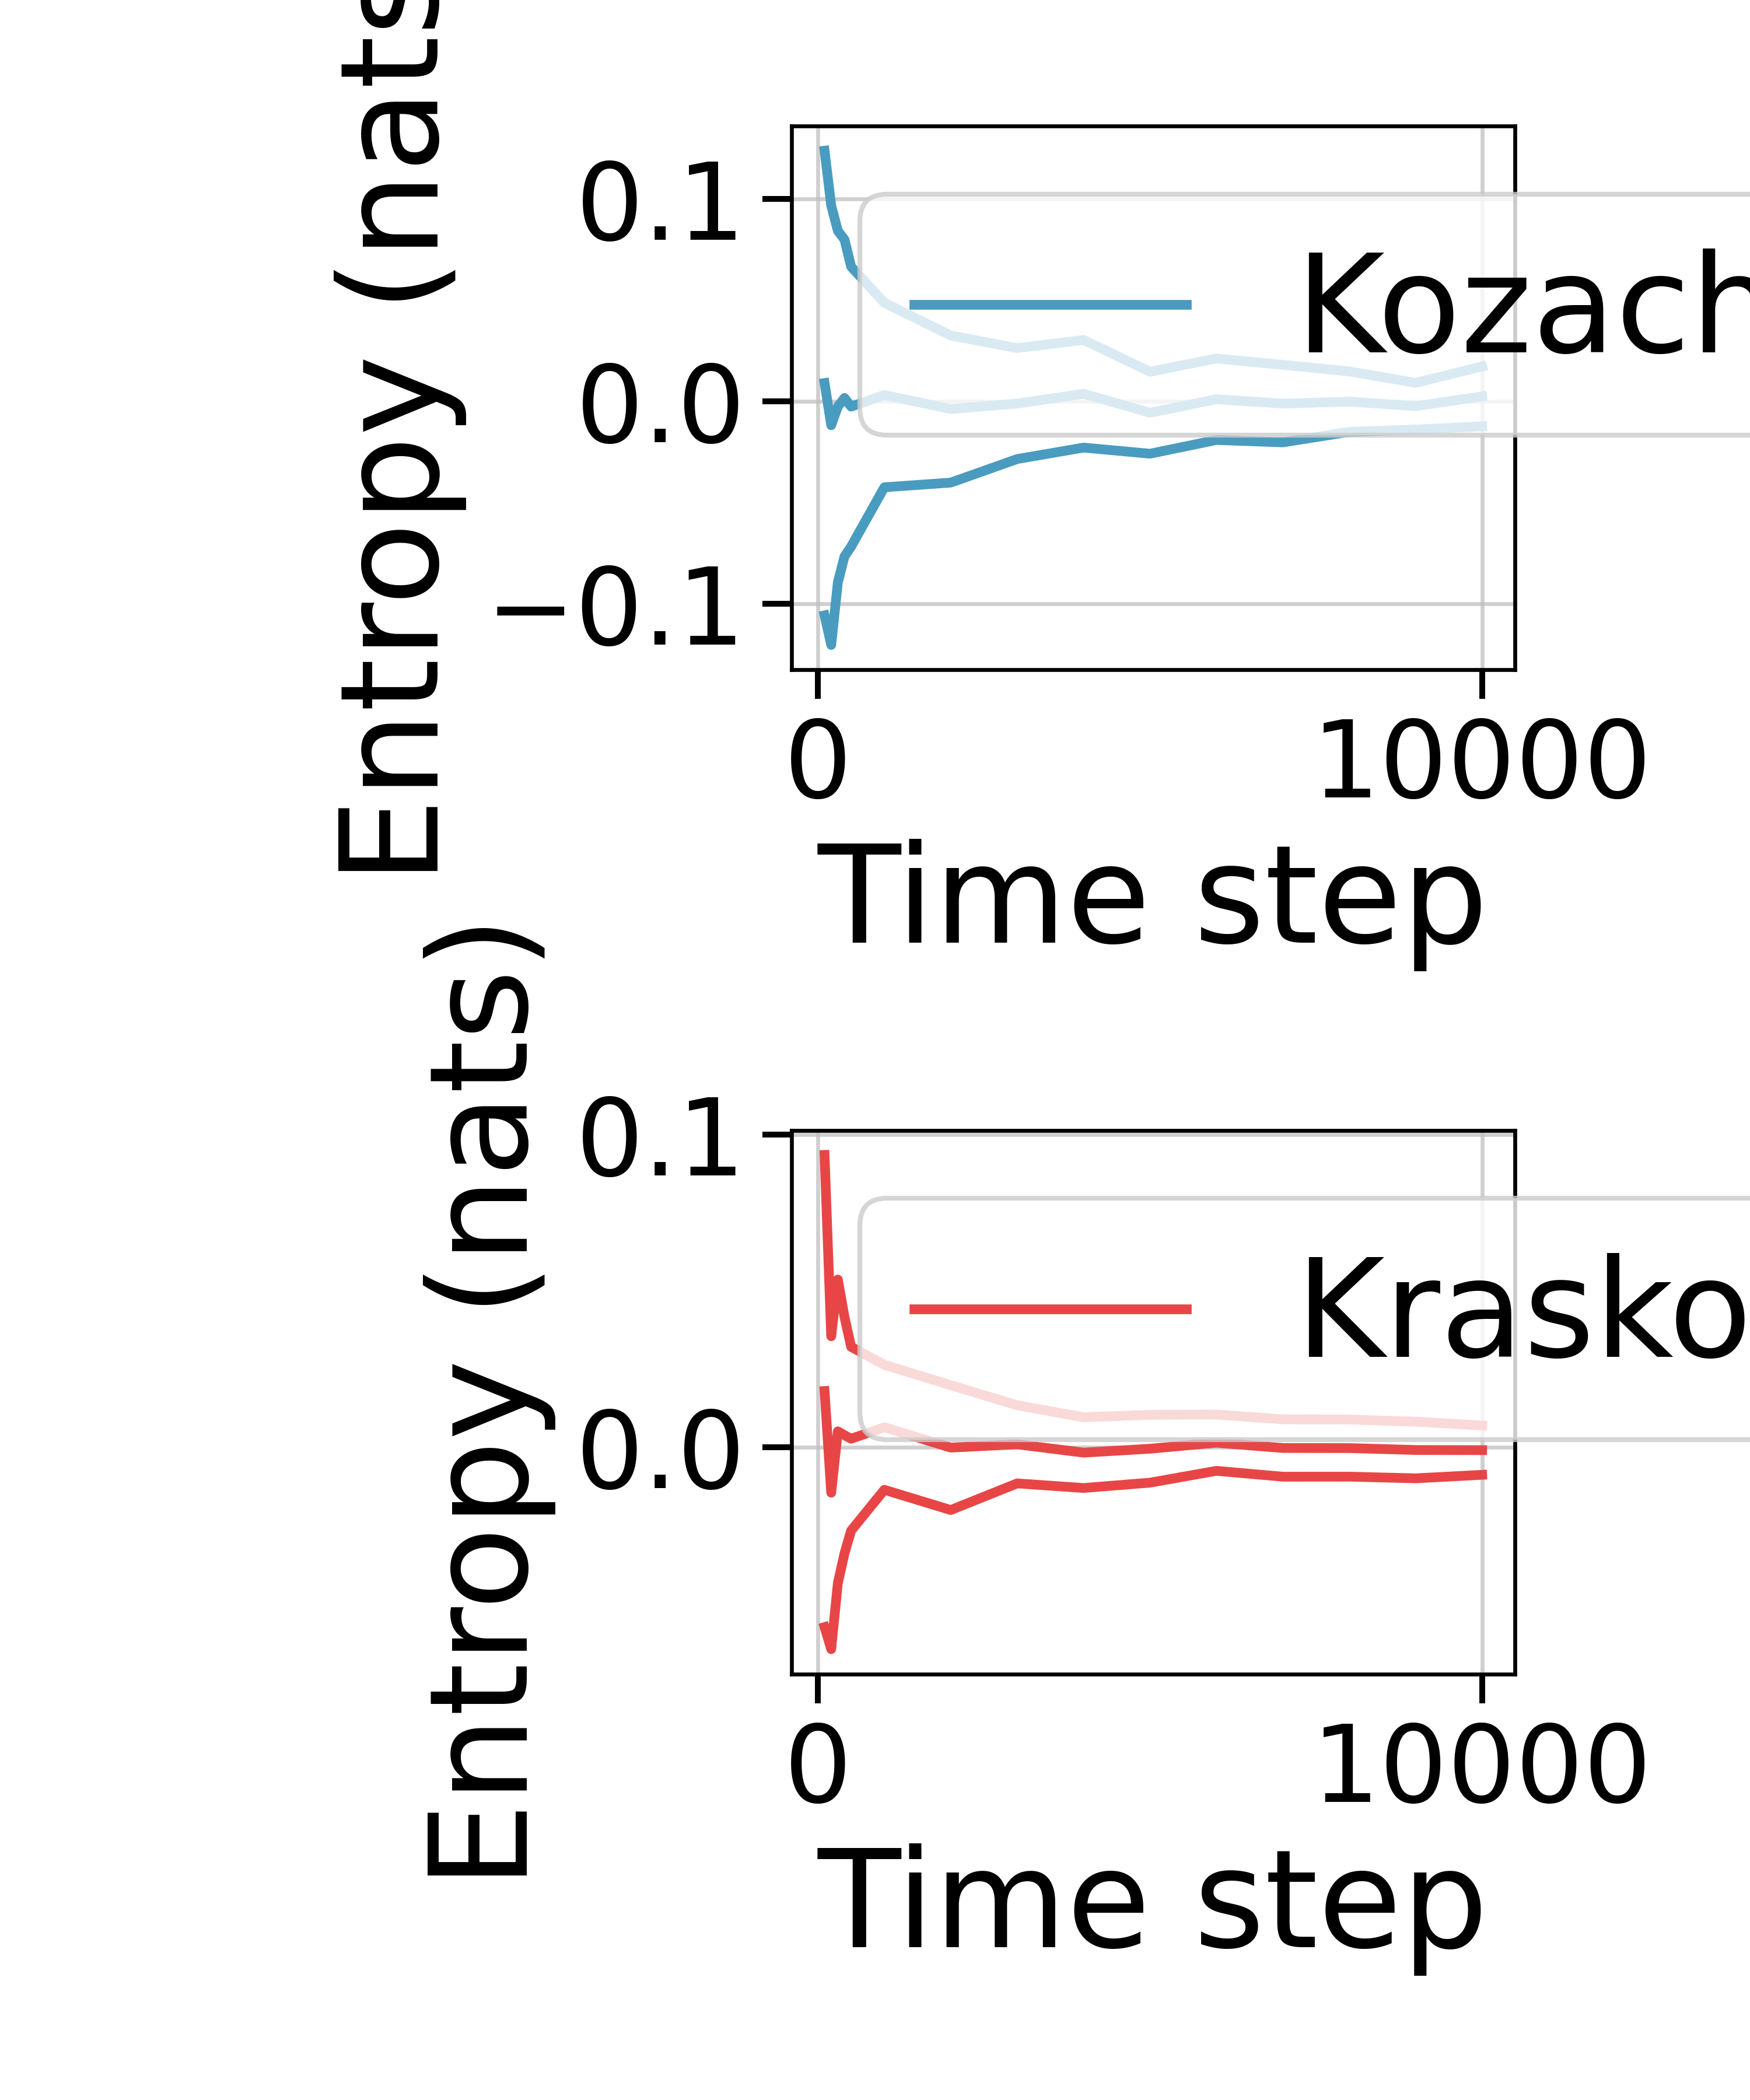 Entropy (nats
0.1
0.0
−0.1
Kozach
0
10000
Time step
Entropy (nats)
0.1
0.0
Krasko
0
10000
Time step